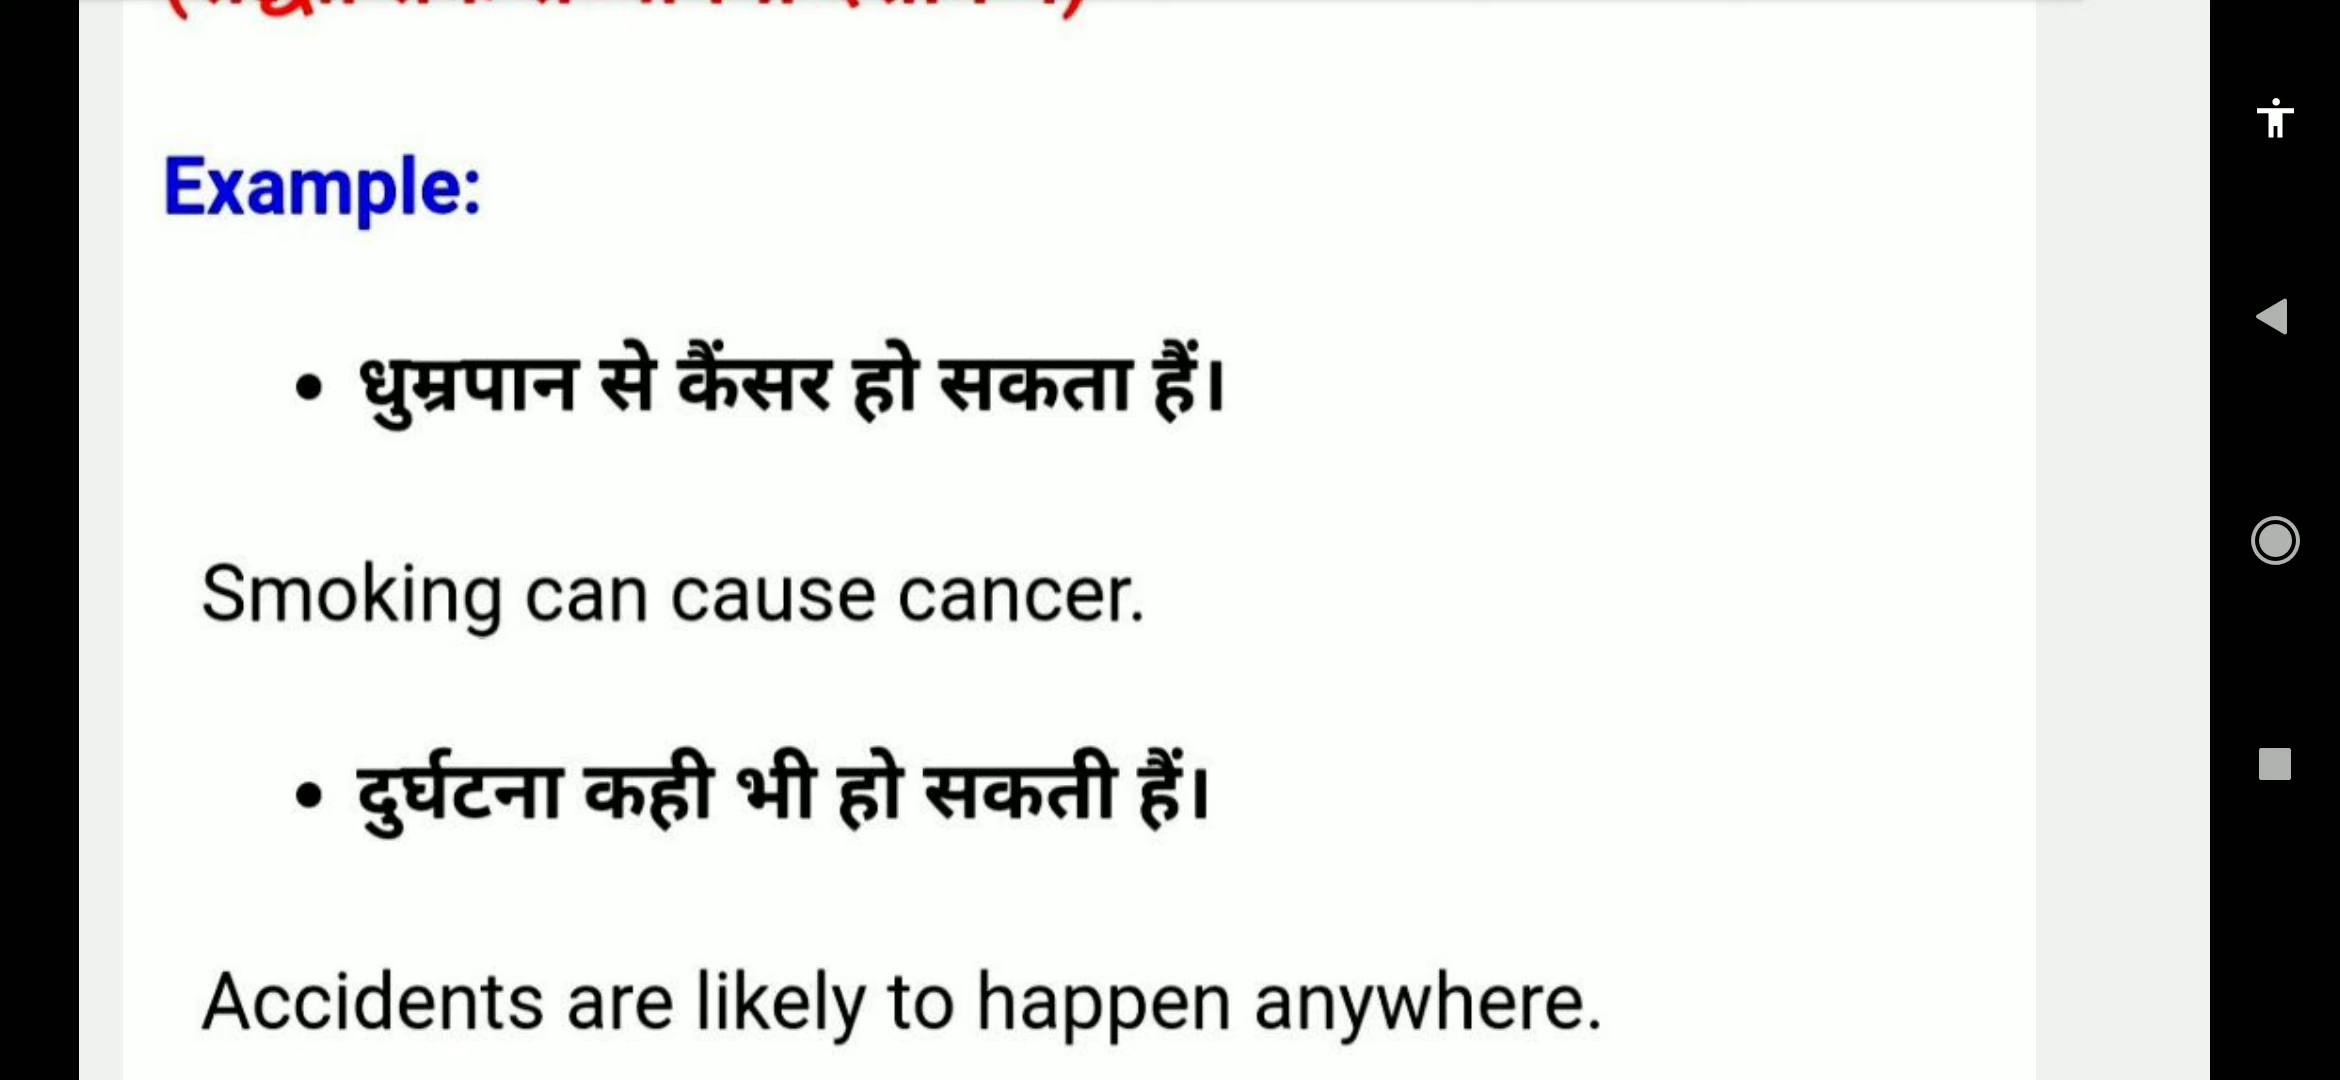 Example:
• धुम्रपान से कैंसर हो सकता हैं।
Smoking can cause cancer.
• दुर्घटना कही भी हो सकती हैं।
Accidents are likely to happen anywhere.